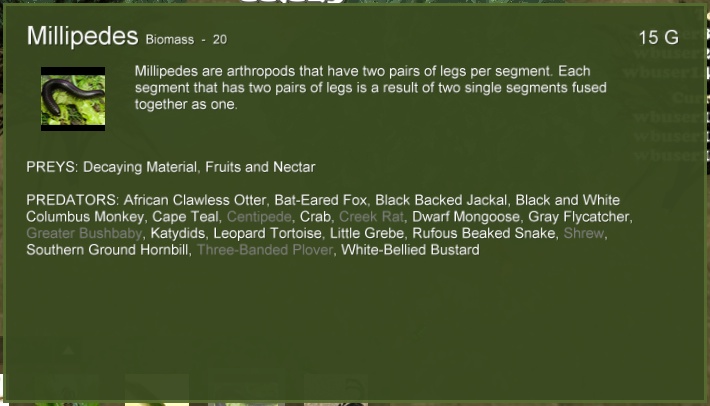 Millipedes Biomass - 20 15 G
Millipedes are arthropods that have two pairs of legs per segment. Each
segment that has two pairs of legs is a result of two single segments fused
together as one.
PREYS: Decaying Material, Fruits and Nectar
PREDATORS: African Clawless Otter, Bat-Eared Fox, Black Backed Jackal, Black and White
Columbus Monkey, Cape Teal, Centipede, Crab, Creek Rat, Dwarf Mongoose, Gray Flycatcher,
Greater Bushbaby, Katydids, Leopard Tortoise, Little Grebe, Rufous Beaked Snake, Shrew,
Southern Ground Hornbill, Three-Banded Plover, White-Bellied Bustard